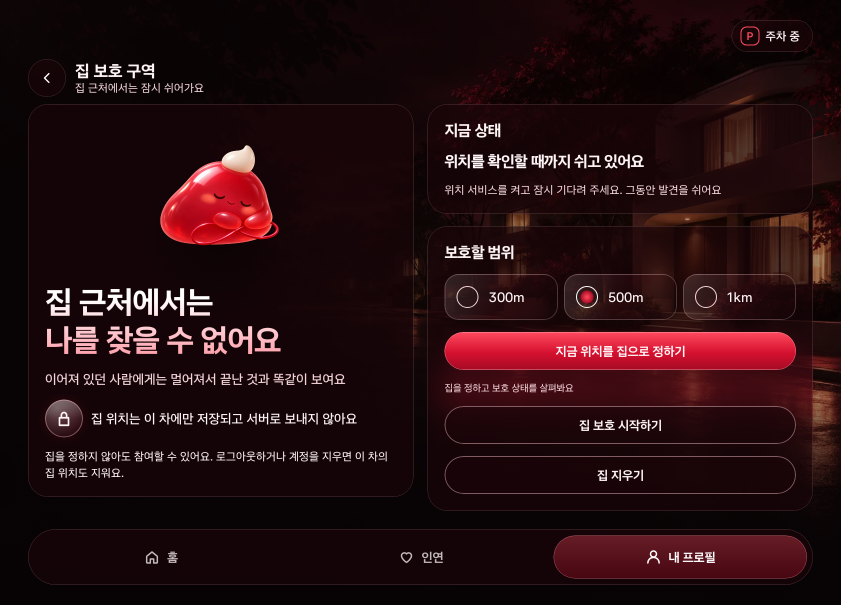 P 주차 중
집 보호 구역
집 근처에서는 잠시 쉬어가요
집 근처에서는
나를 찾을 수 없어요
이어져 있던 사람에게는 멀어져서 끝난 것과 똑같이 보여요
집 위치는 이 차에만 저장되고 서버로 보내지 않아요
집을 정하지 않아도 참여할 수 있어요. 로그아웃하거나 계정을 지우면 이 차의
집 위치도 지워요.
지금 상태
위치를 확인할 때까지 쉬고 있어요
위치 서비스를 켜고 잠시 기다려 주세요. 그동안 발견을 쉬어요
보호할 범위
300m 500m 1km
지금 위치를 집으로 정하기
집을 정하고 보호 상태를 살펴봐요
집 보호 시작하기
집 지우기
홈 인연 내 프로필